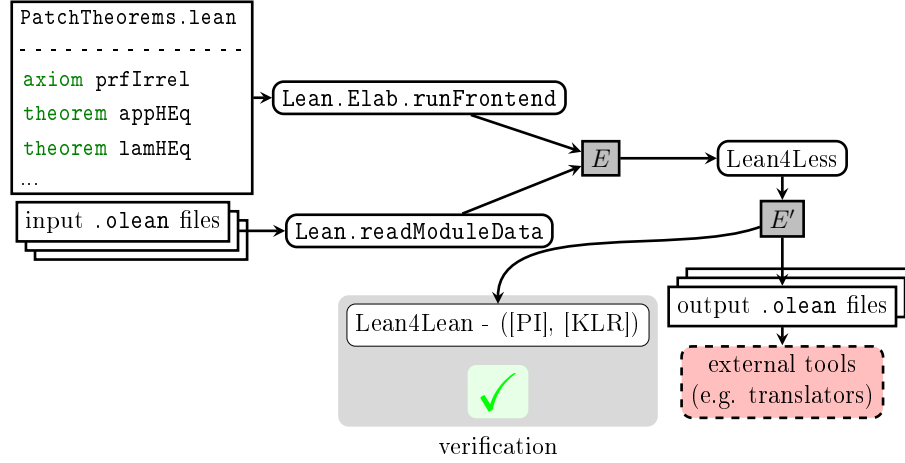 PatchTheorems.lean
axiom prfIrrel
theorem appHEq
theorem lamHEq
...
Lean.Elab.runFrontend
E
Lean4Less
input .olean files
Lean.readModuleData
E′
Lean4Lean - ([PI], [KLR])
output .olean files
external tools
(e.g. translators)
verification